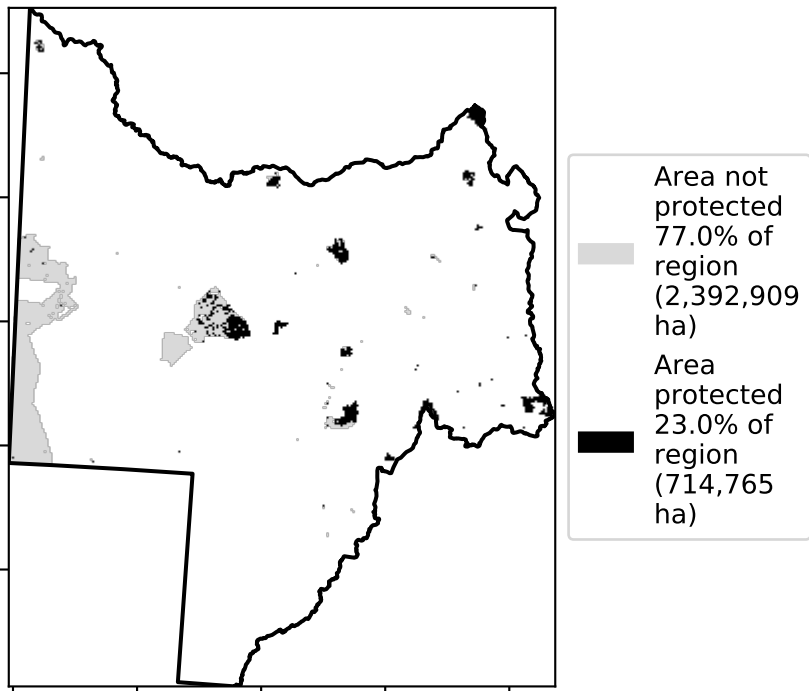 Area not
protected
77.0% of
region
(2,392,909
ha)
Area
protected
23.0% of
region
(714,765
ha)